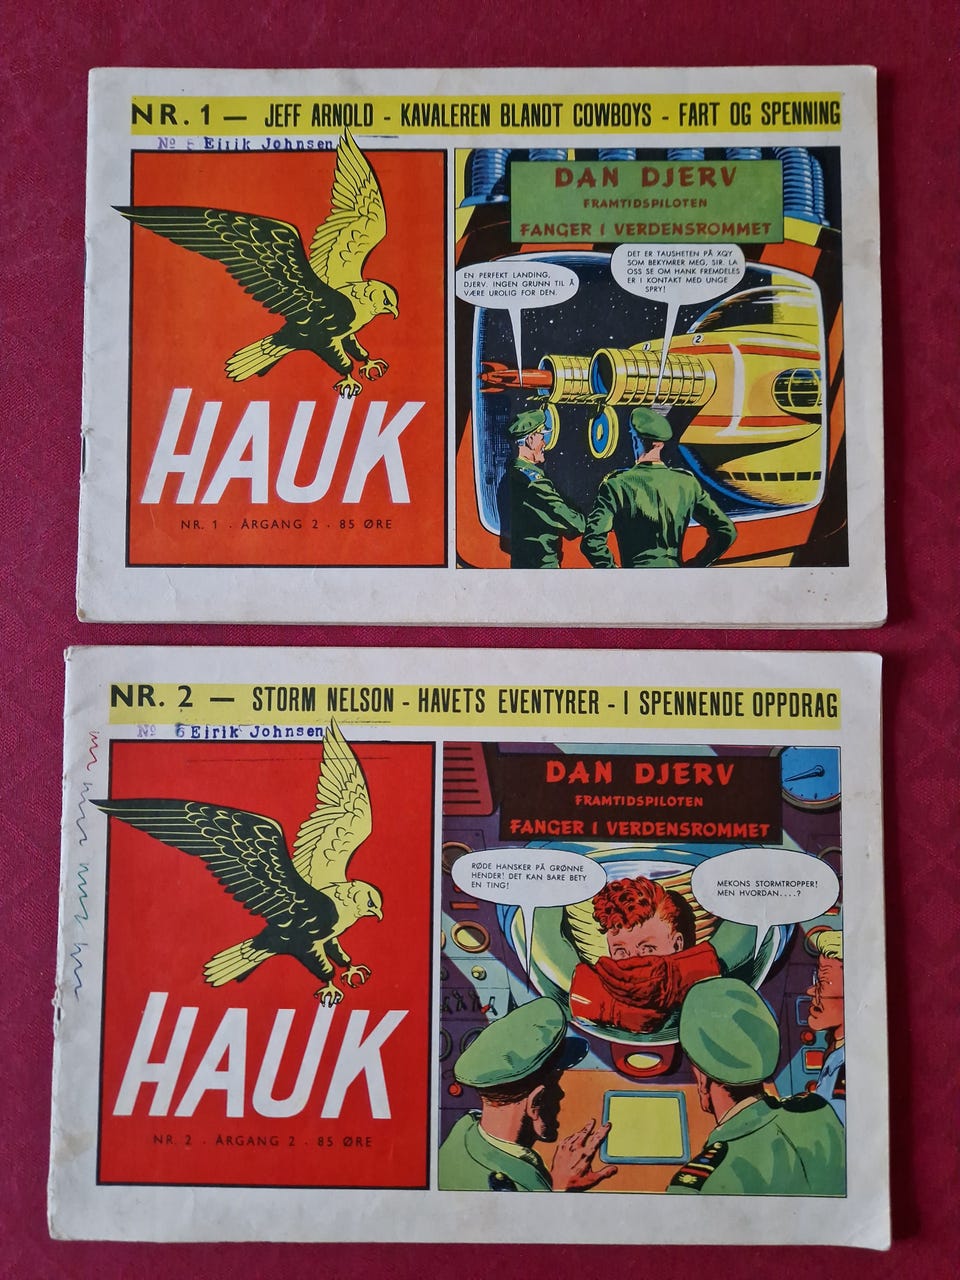 NR. 1 — JEFF ARNOLD - KAVALEREN BLANDT COWBOYS - FART OG SPENNING
No Eirik Johnsen
DAN DJERV
FRAMTIDSPILOTEN
FANGER I VERDENSROMMET
EN PERFEKT LANDING,
DJERV. INGEN GRUNN TIL Å
VÆRE UROLIG FOR DEN.
DET ER TAUSHETEN PÅ XQY
SOM BEKYMRER MEG, SIR. LA
OSS SE OM HANK FREMDELES
ER I KONTAKT MED UNGE
SPRY!
1
2
HAUK
NR. 1 . ÅRGANG 2 . 85 ØRE
NR. 2 — STORM NELSON - HAVETS EVENTYRER - I SPENNENDE OPPDRAG
No 6 Eirik Johnsen
DAN DJERV
FRAMTIDSPILOTEN
FANGER I VERDENSROMMET
RØDE HANSKER PÅ GRØNNE
HENDER! DET KAN BARE BETY
EN TING!
MEKONS STORMTROPPER!
MEN HVORDAN....?
HAUK
NR. 2 . ÅRGANG 2 . 85 ØRE